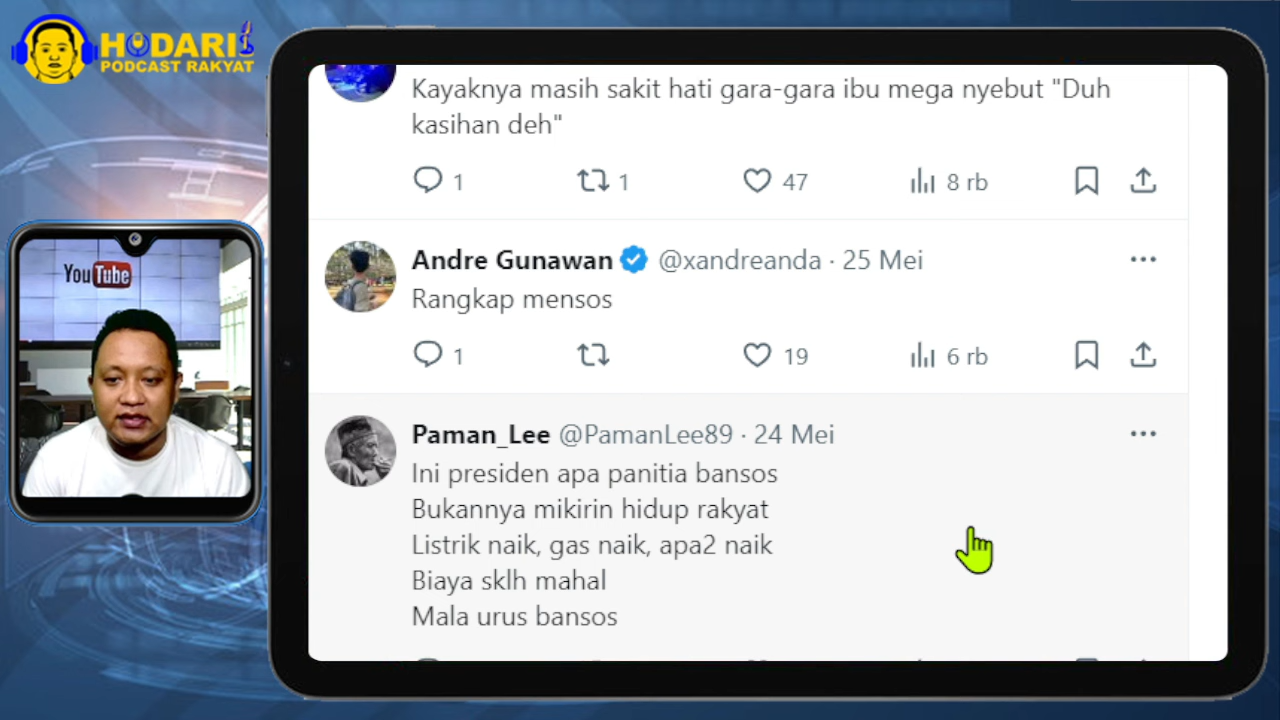 HODARI
PODCAST RAKYAT
YouTube
Kayaknya masih sakit hati gara-gara ibu mega nyebut "Duh
kasihan deh"
1 1 47 8 rb
Andre Gunawan @xandreanda · 25 Mei
Rangkap mensos
1 19 6 rb
Paman_Lee @PamanLee89 · 24 Mei
Ini presiden apa panitia bansos
Bukannya mikirin hidup rakyat
Listrik naik, gas naik, apa2 naik
Biaya sklh mahal
Mala urus bansos